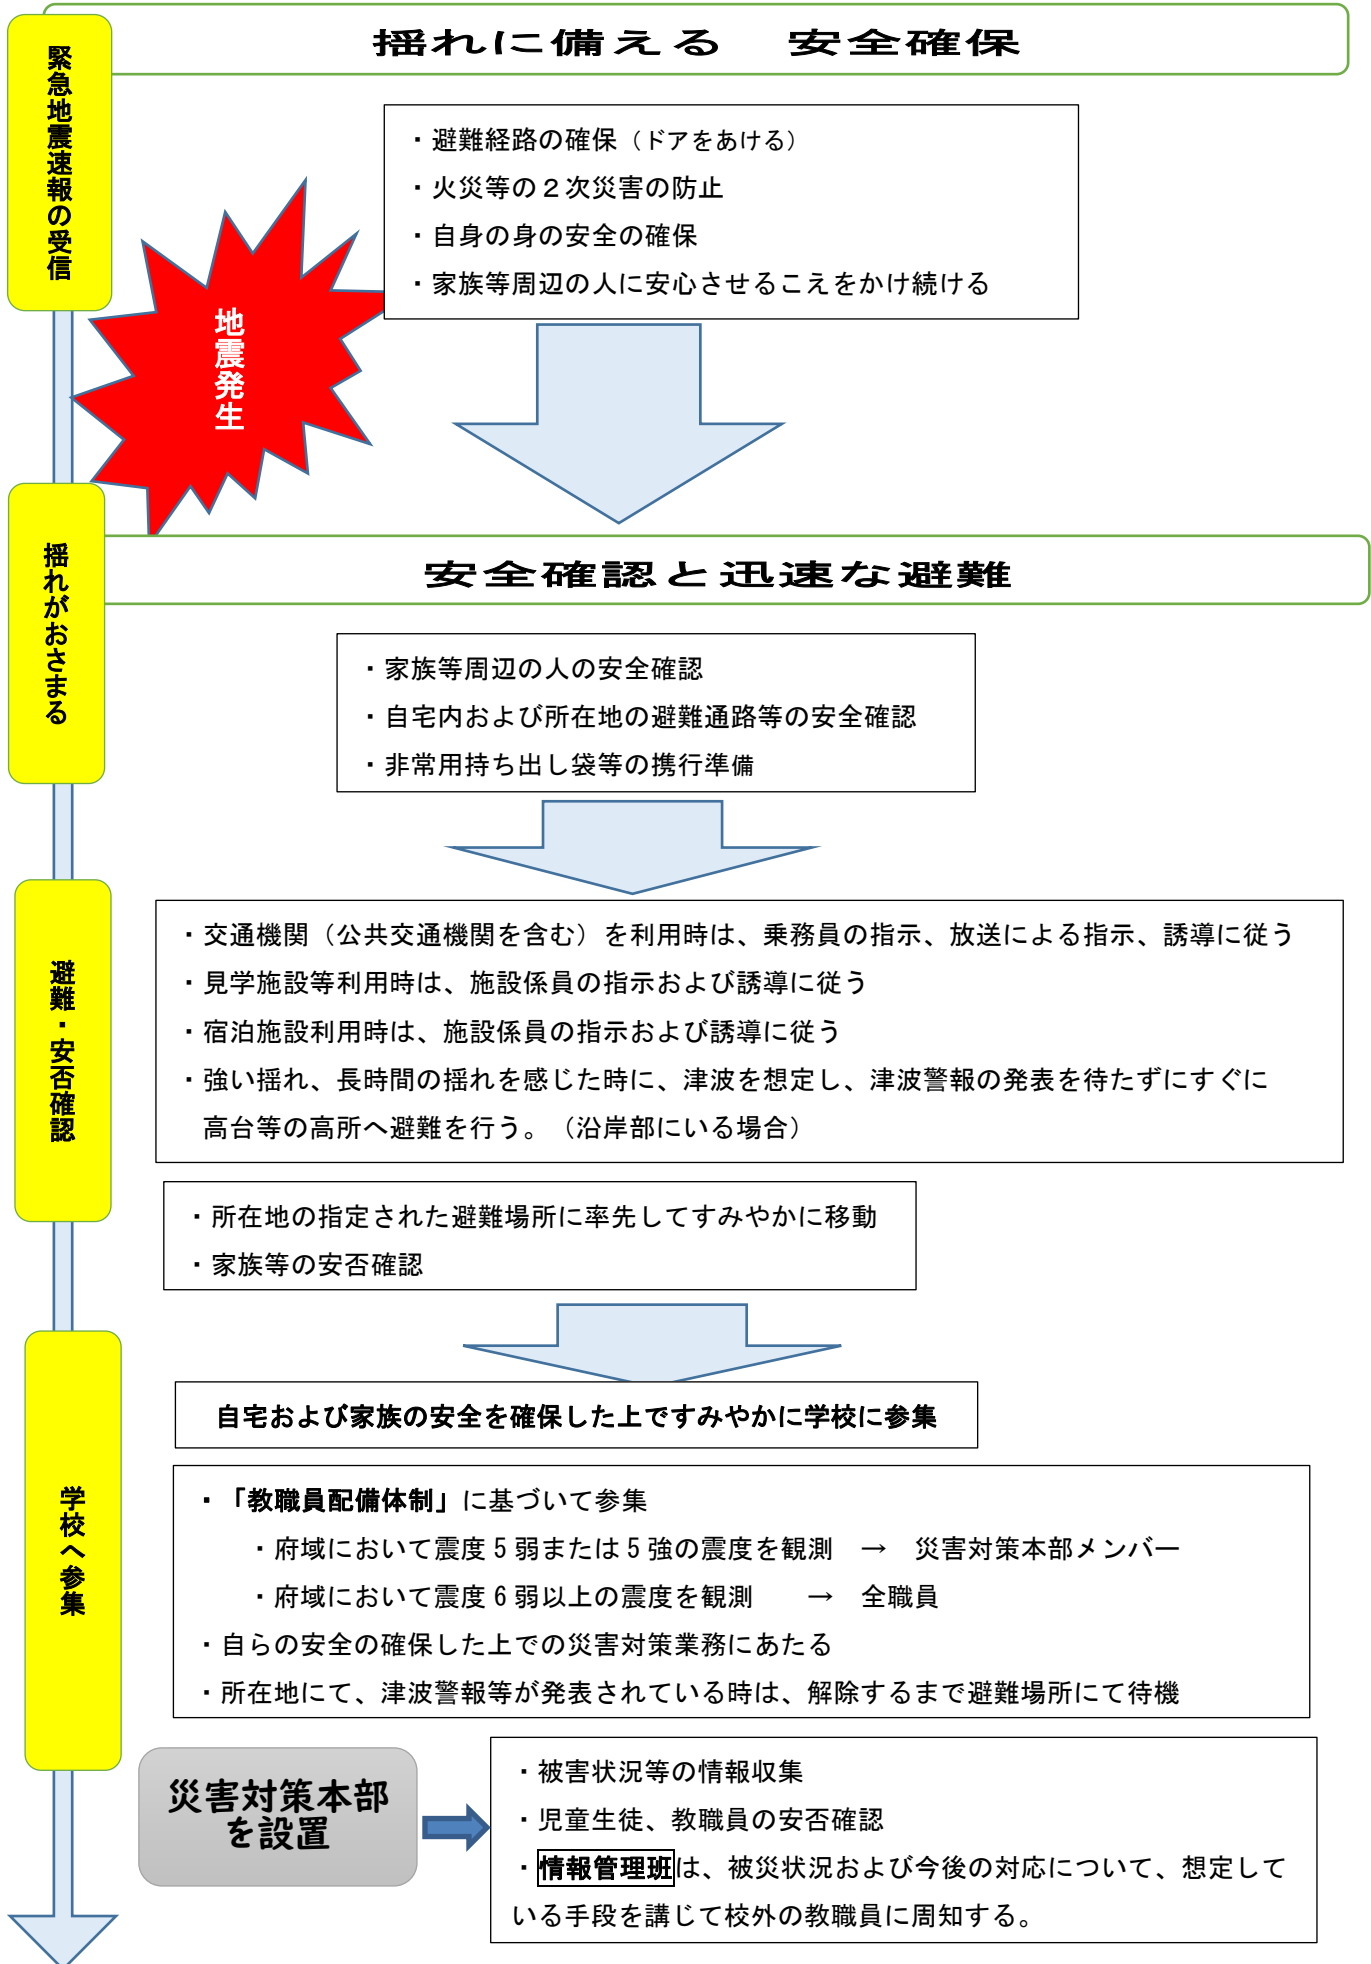 揺れに備える　安全確保
緊急地震速報の受信
・避難経路の確保（ドアをあける）
・火災等の２次災害の防止
・自身の身の安全の確保
・家族等周辺の人に安心させるこえをかけ続ける
地震発生
安全確認と迅速な避難
揺れがおさまる
・家族等周辺の人の安全確認
・自宅内および所在地の避難通路等の安全確認
・非常用持ち出し袋等の携行準備
避難・安否確認
・交通機関（公共交通機関を含む）を利用時は、乗務員の指示、放送による指示、誘導に従う
・見学施設等利用時は、施設係員の指示および誘導に従う
・宿泊施設利用時は、施設係員の指示および誘導に従う
・強い揺れ、長時間の揺れを感じた時に、津波を想定し、津波警報の発表を待たずにすぐに
高台等の高所へ避難を行う。（沿岸部にいる場合）
・所在地の指定された避難場所に率先してすみやかに移動
・家族等の安否確認
学校へ参集
自宅および家族の安全を確保した上ですみやかに学校に参集
・「教職員配備体制」に基づいて参集
・府域において震度5弱または5強の震度を観測　→　災害対策本部メンバー
・府域において震度6弱以上の震度を観測　　→　全職員
・自らの安全の確保した上での災害対策業務にあたる
・所在地にて、津波警報等が発表されている時は、解除するまで避難場所にて待機
災害対策本部
を設置
・被害状況等の情報収集
・児童生徒、教職員の安否確認
・情報管理班は、被災状況および今後の対応について、想定して
いる手段を講じて校外の教職員に周知する。